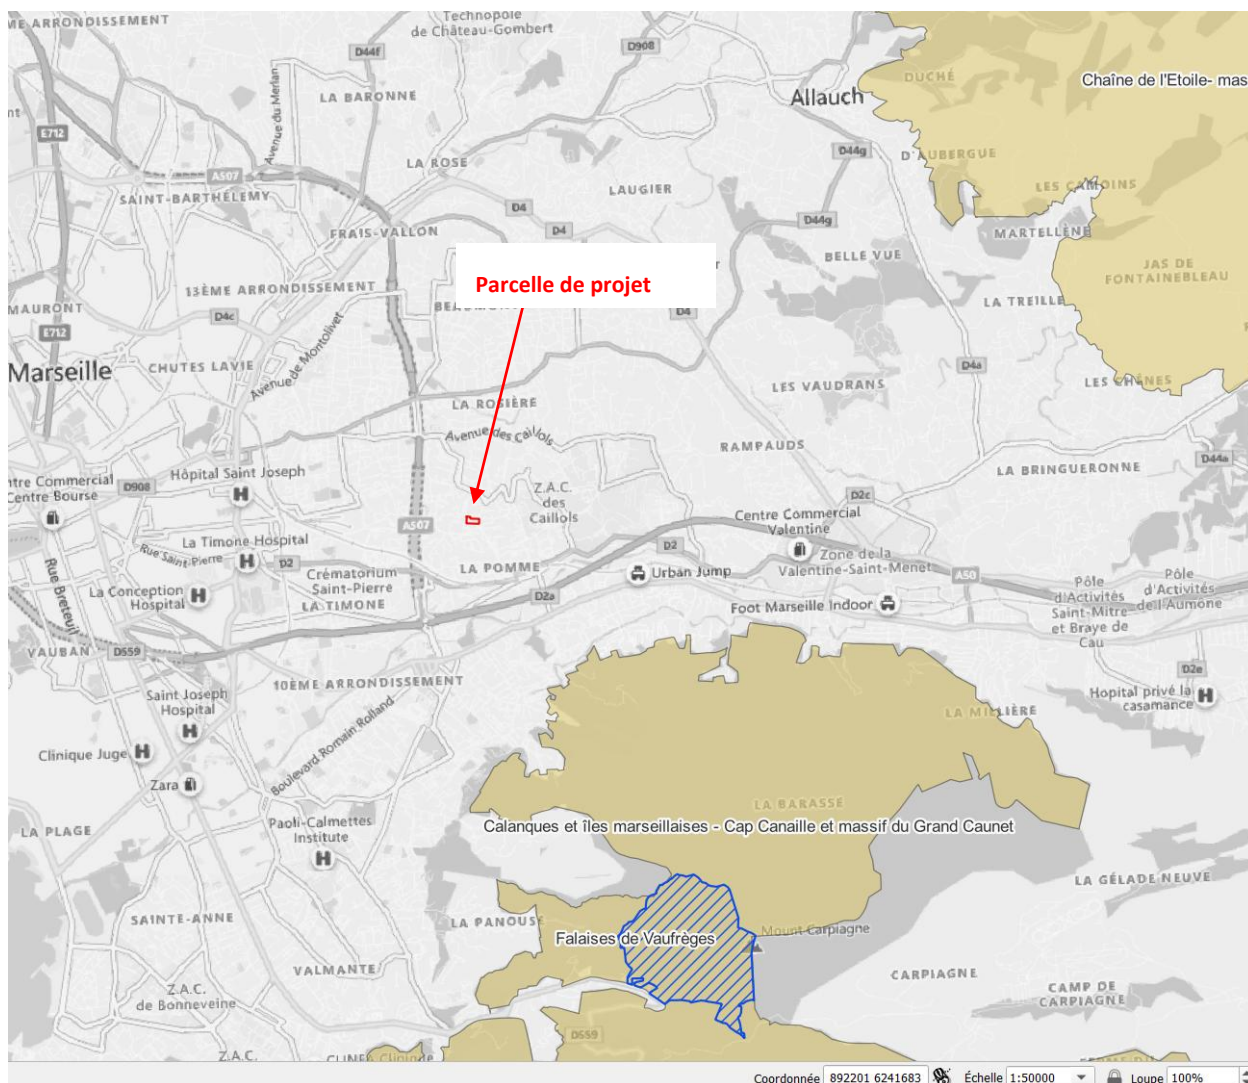 ME ARRONDISSEMENT
Technopôle
de Château-Gombert
D44f
D908
DUCHÉ
Chaîne de l'Etoile- mas
LA BARONNE
Allauch
Avenue du Merlan
E712
D44g
D'AUBERGUE
LA ROSE
A507
LAUGIER
LES CAMOINS
SAINT-BARTHÉLEMY
D4
D44g
FRAIS-VALLON
D4
MARTELLÈNE
BELLE VUE
JAS DE
FONTAINEBLEAU
Parcelle de projet
13ÈME ARRONDISSEMENT
LA TREILLE
MAURONT
D4c
D4
E712
Avenue de Montolivet
Marseille
CHUTES LAVIE
D4a
LES VAUDRANS
LES CHÊNES
LA ROSIÈRE
Avenue des Caillols
RAMPAUDS
D44a
LA BRINGUERONNE
Hôpital Saint Joseph
ntre Commercial
Centre Bourse
D908
H
Z.A.C.
des
Caillols
D2c
Centre Commercial
Valentine
A507
La Timone Hospital
Rue Saint-Pierre
H
D2
D2
Zone de la
Valentine-Saint-Menet
LA POMME
Urban Jump
A50
Crématorium
Saint-Pierre
La Conception
Hospital
H
LA TIMONE
D2a
Foot Marseille Indoor
Pôle
d'Activités
Saint-Mitre
et Braye de
Cau
Pôle
d'Activités
de l'Aumone
Rue Breteuil
VAUBAN
D559
D2e
10ÈME ARRONDISSEMENT
Saint Joseph
Hospital
H
Hopital privé la
casamance
H
LA MILLIÈRE
Boulevard Romain Rolland
Clinique Juge
H
Zara
LA BARASSE
LA PLAGE
Paoli-Calmettes
Institute
H
Calanques et îles marseillaises - Cap Canaille et massif du Grand Caunet
LA GÉLADE NEUVE
SAINTE-ANNE
LA PANOUSE
Mount Carpiagne
Falaises de Vaufrèges
VALMANTE
CARPIAGNE
Z.A.C.
de Bonneveine
CAMP DE
CARPIAGNE
D559
Z.A.C.
Coordonnée 892201 6241683 Échelle 1:50000 Loupe 100%